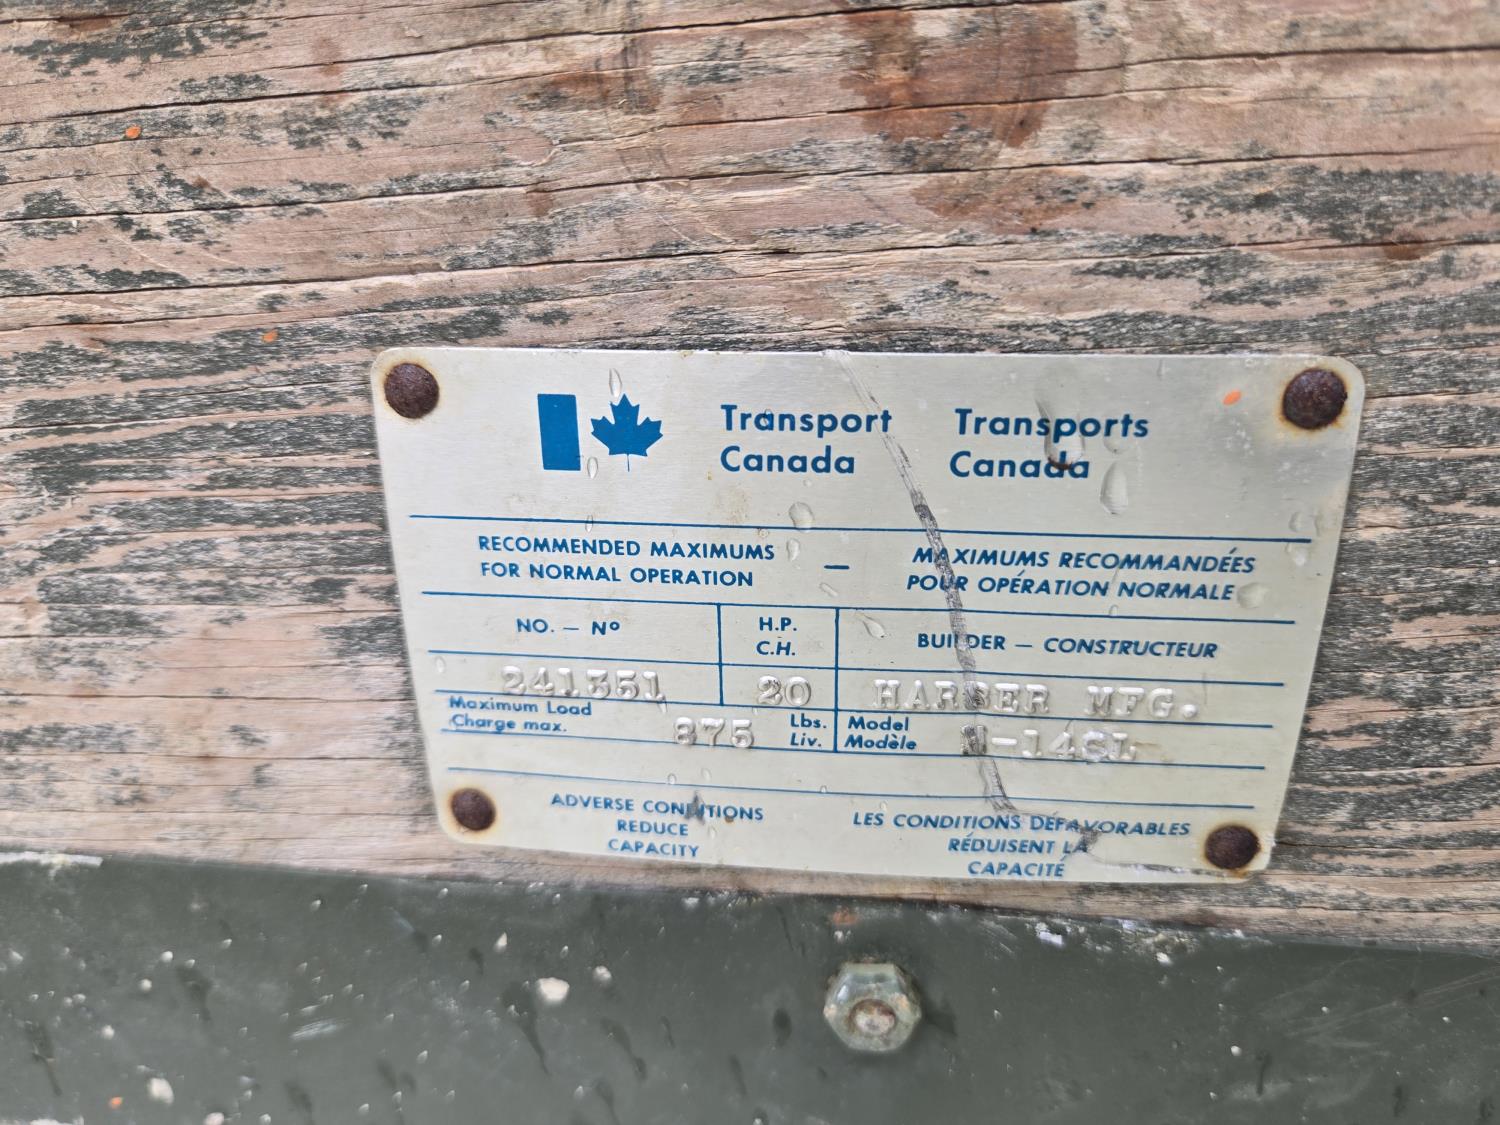 Transport Transports
Canada Canada
RECOMMENDED MAXIMUMS FOR NORMAL OPERATION — MAXIMUMS RECOMMANDÉES POUR OPÉRATION NORMALE
NO. — Nº
H.P.
C.H.
BUILDER — CONSTRUCTEUR
241351 20 HARBER MFG.
Maximum Load
Charge max.
875
Lbs.
Liv.
Model
Modèle
ADVERSE CONDITIONS
REDUCE
CAPACITY
LES CONDITIONS DÉFAVORABLES
RÉDUISENT LA
CAPACITÉ